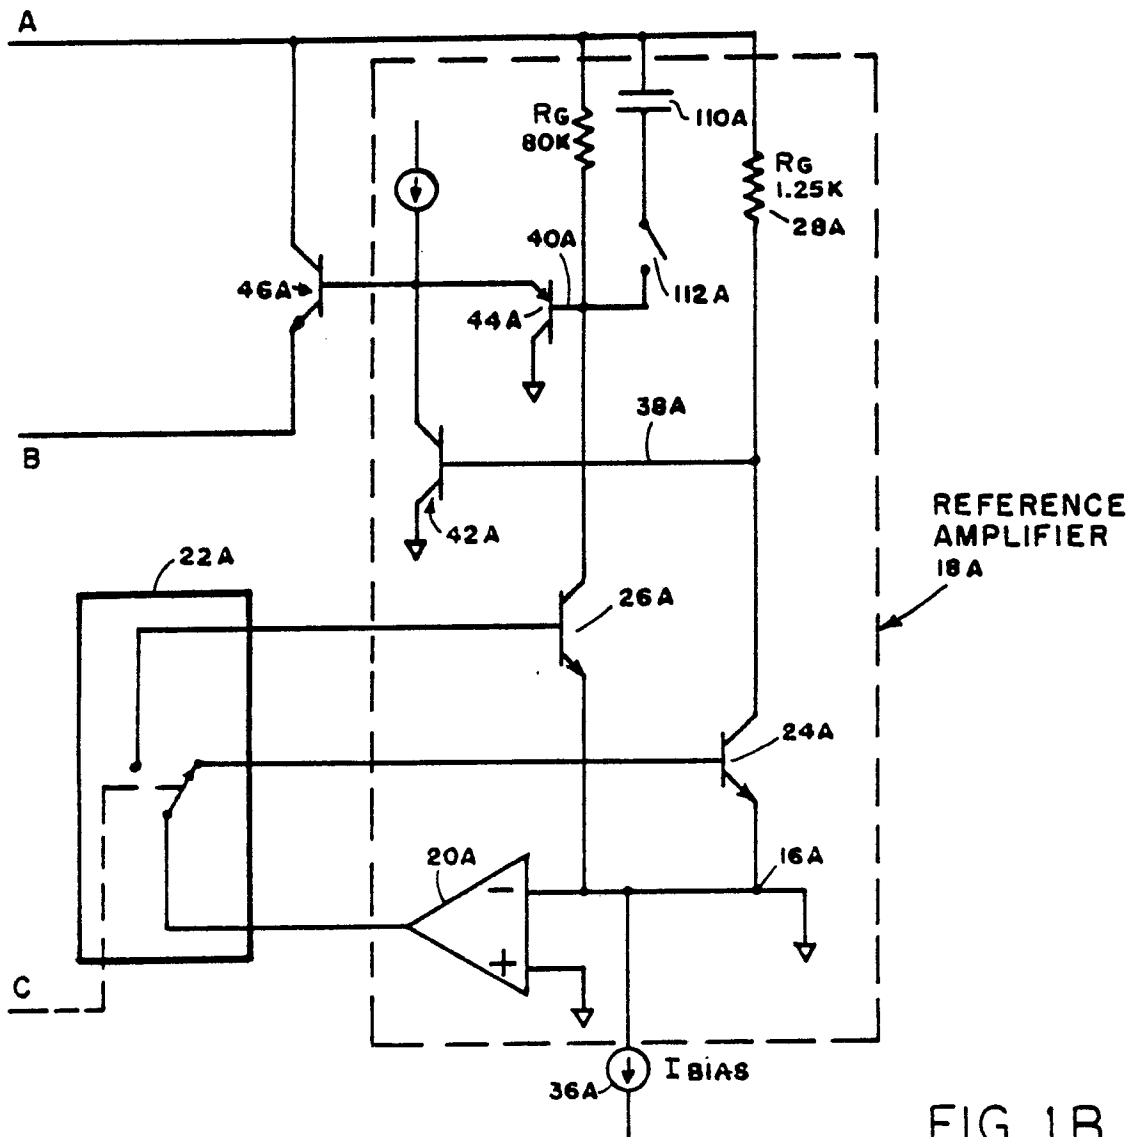 A
RG
80K
110A
RG
1.25K
28A
40A
46A
44A
112A
38A
B
42A
REFERENCE
AMPLIFIER
18A
22A
26A
24A
20A
16A
−
+
C
I BIAS
36A
FIG. 1B